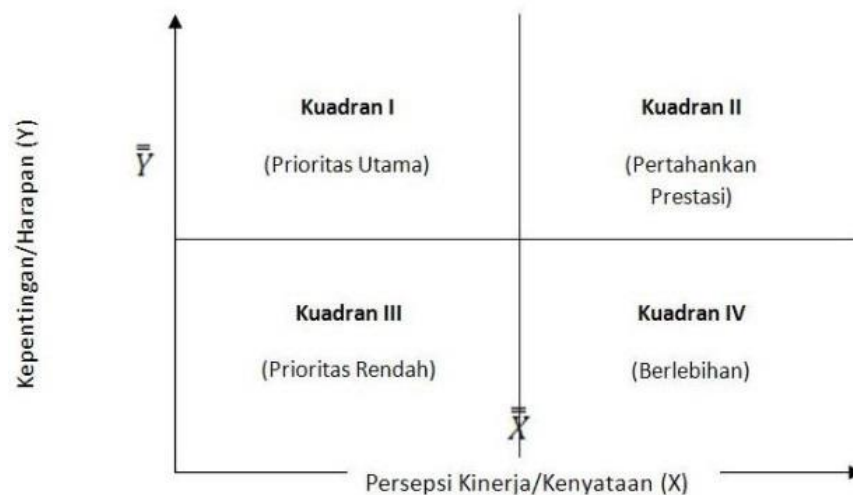 Kepentingan/Harapan (Y)
Y̿
Kuadran I
(Prioritas Utama)
Kuadran II
(Pertahankan
Prestasi)
Kuadran III
(Prioritas Rendah)
Kuadran IV
(Berlebihan)
X̿
Persepsi Kinerja/Kenyataan (X)